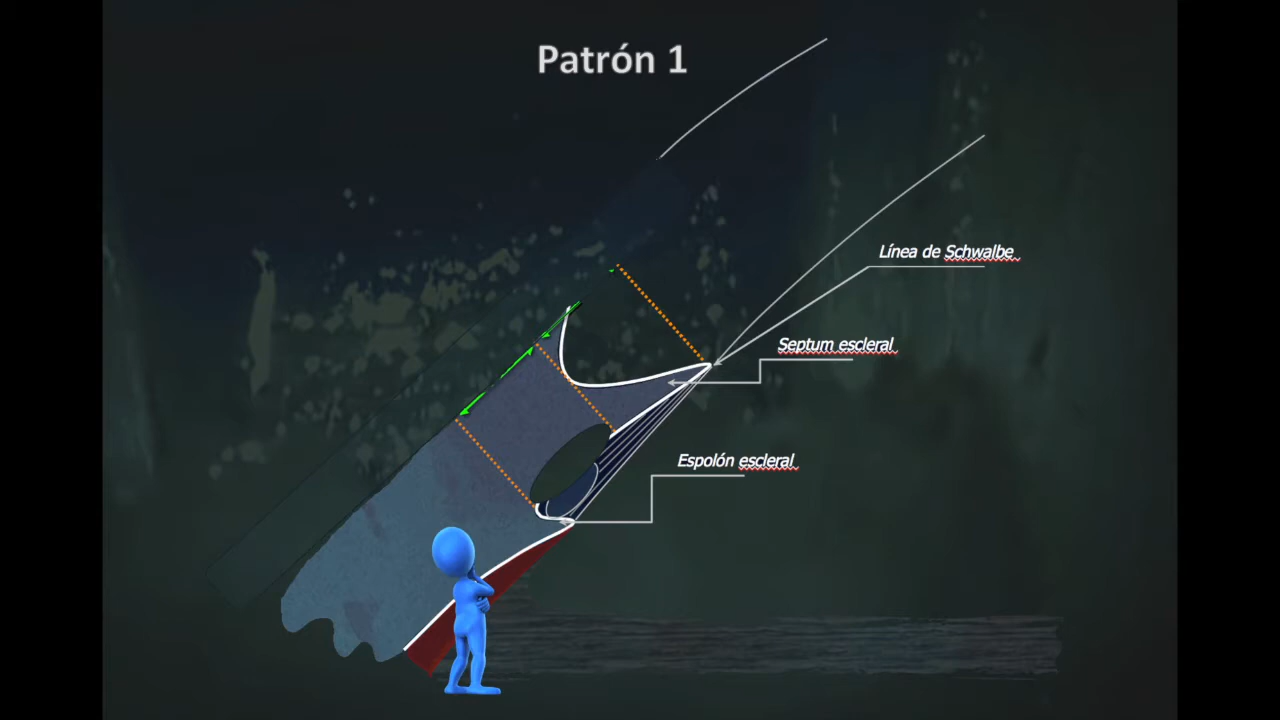 Patrón 1
Línea de Schwalbe
Septum escleral
Espolón escleral